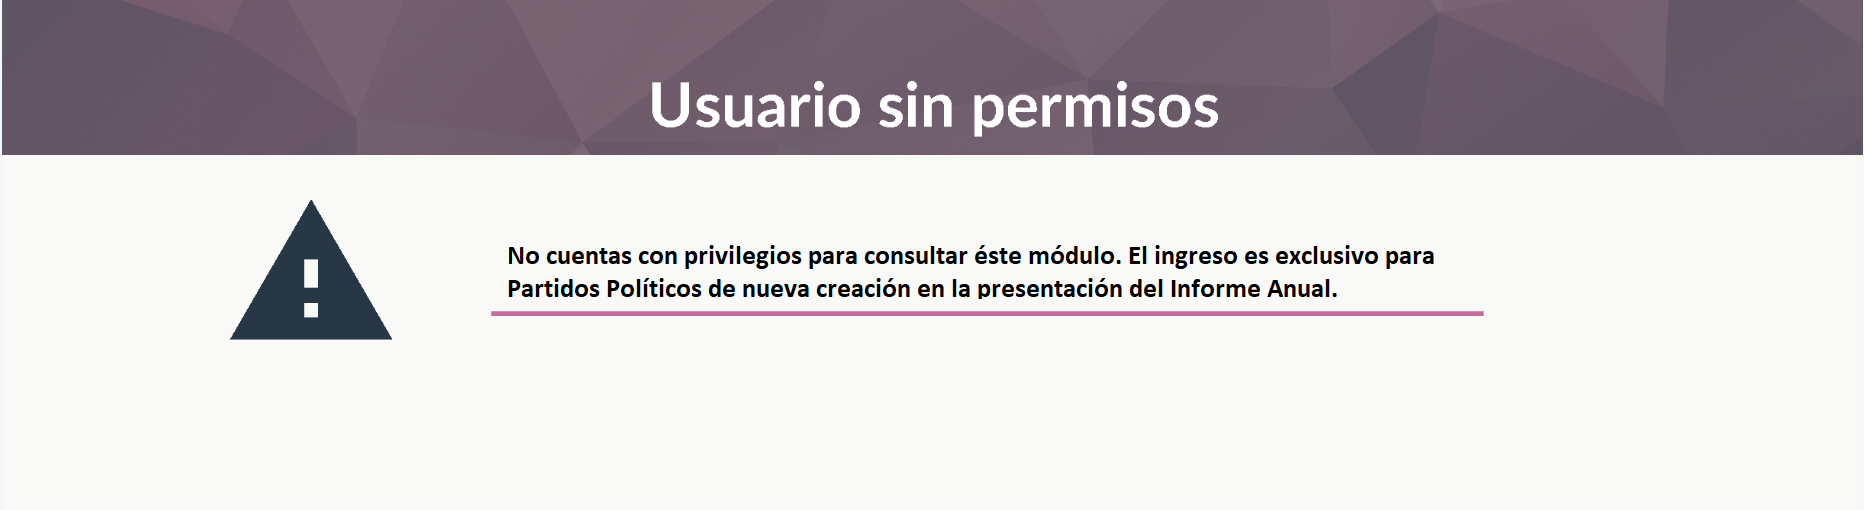 Usuario sin permisos
No cuentas con privilegios para consultar éste módulo. El ingreso es exclusivo para
Partidos Políticos de nueva creación en la presentación del Informe Anual.